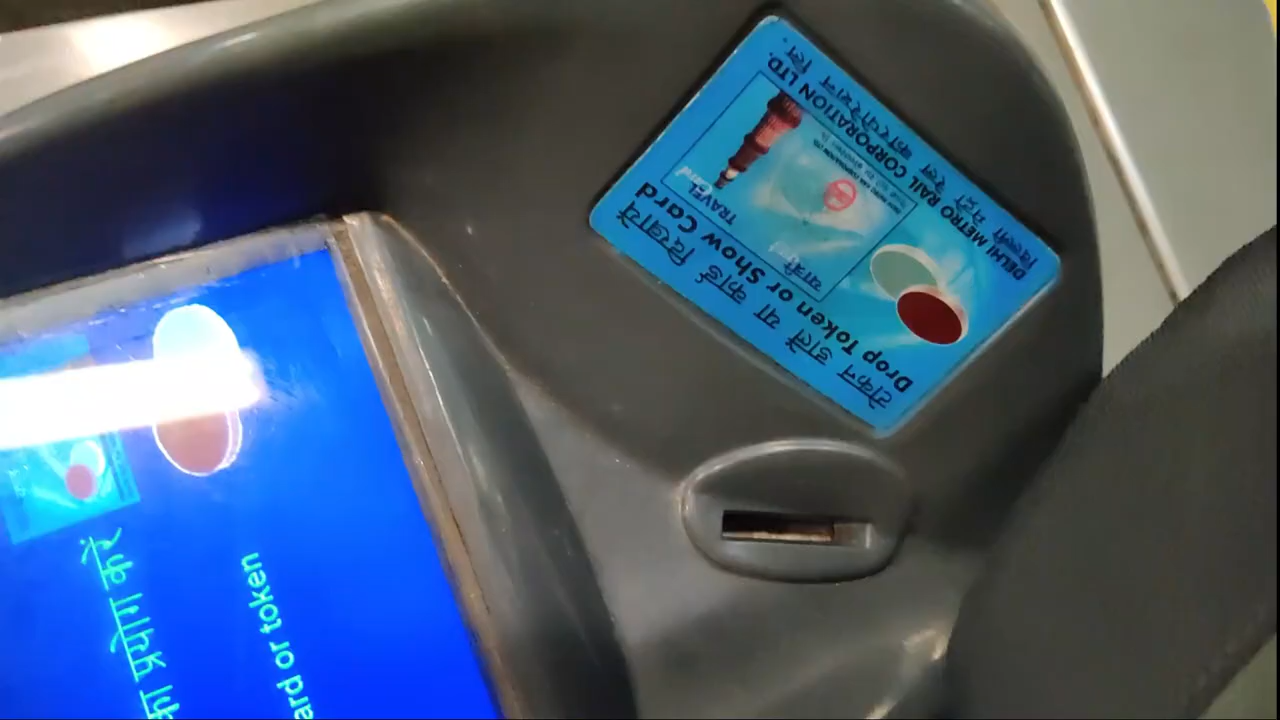 टोकन डाले या कार्ड दिखाये
Drop Token or Show Card
यात्री
TRAVEL
DELHI METRO RAIL CORPORATION LTD.
दिल्ली मेट्रो रेल कारपोरेशन लि.
का प्रयोग करें
ard or token